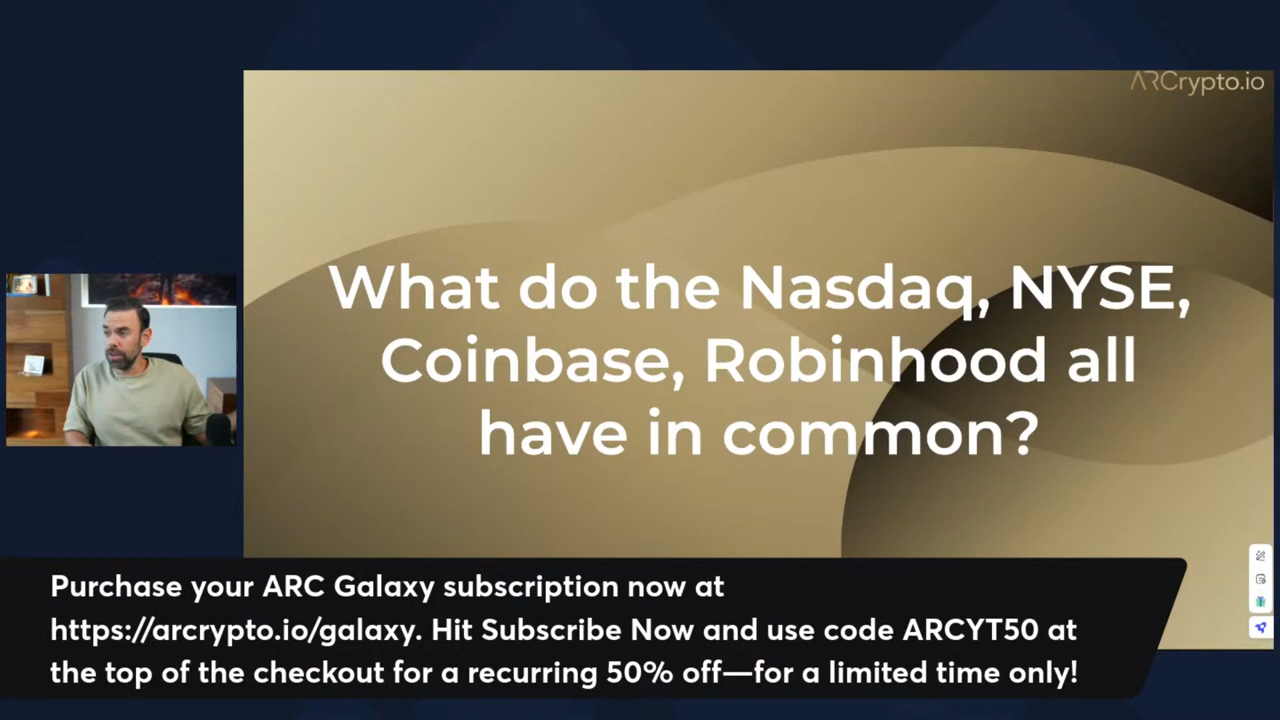 ARCrypto.io
What do the Nasdaq, NYSE,
Coinbase, Robinhood all
have in common?
Purchase your ARC Galaxy subscription now at
https://arcrypto.io/galaxy. Hit Subscribe Now and use code ARCYT50 at
the top of the checkout for a recurring 50% off—for a limited time only!